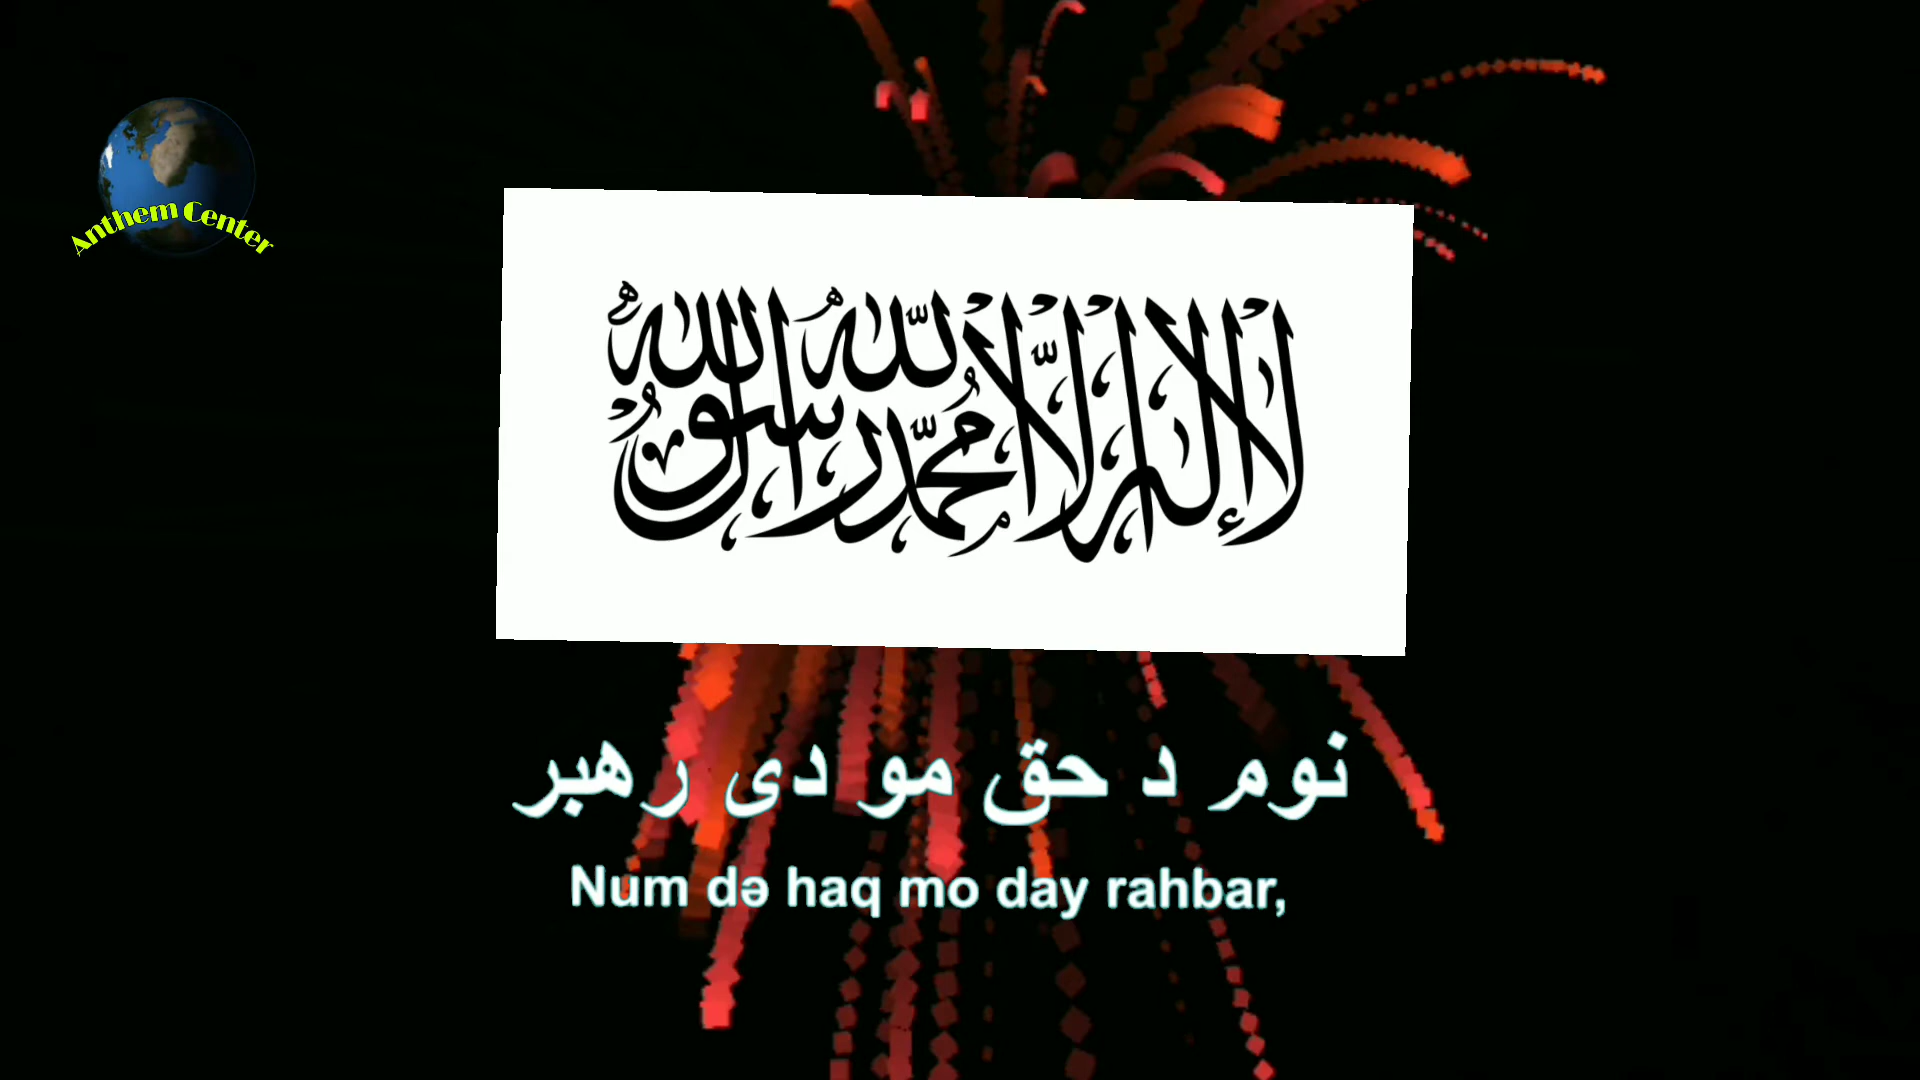 Anthem Center
لا إله إلا الله محمد رسول الله
نوم د حق مو دی رهبر
Num də haq mo day rahbar,